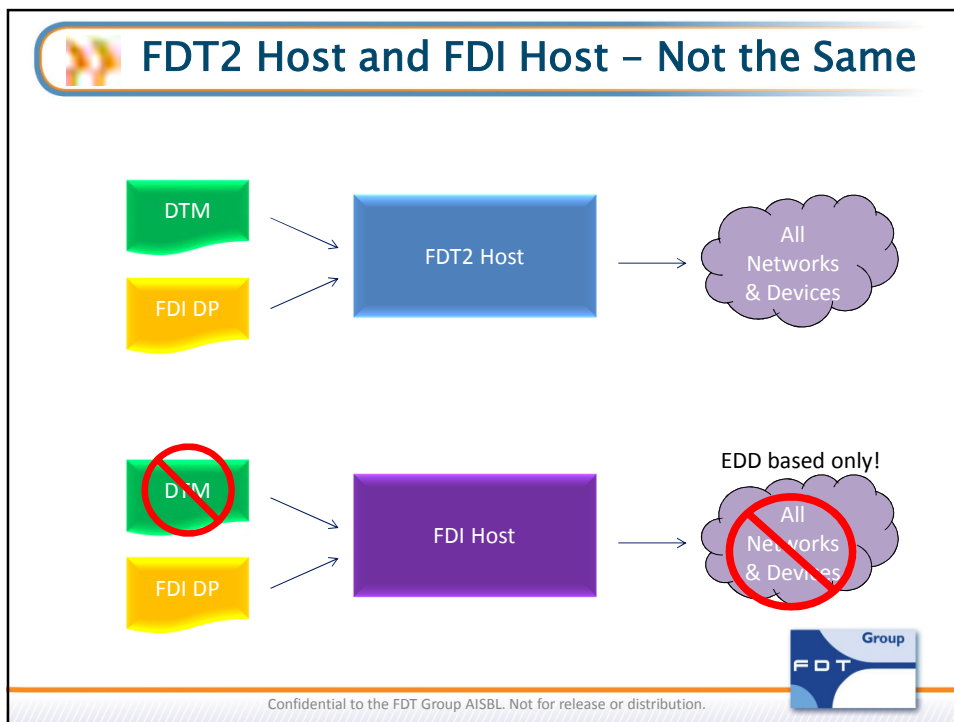 FDT2 Host and FDI Host – Not the Same
DTM
FDI DP
FDT2 Host
All
Networks
& Devices
DTM
FDI DP
FDI Host
EDD based only!
All
Networks
& Devices
Group
FDT
Confidential to the FDT Group AISBL. Not for release or distribution.